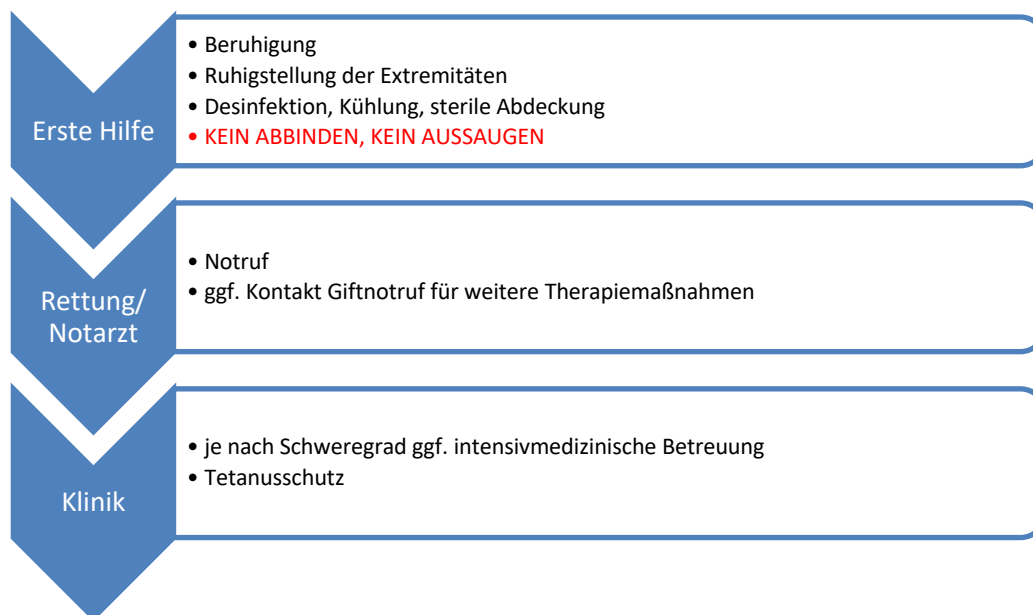 Erste Hilfe
• Beruhigung
• Ruhigstellung der Extremitäten
• Desinfektion, Kühlung, sterile Abdeckung
• KEIN ABBINDEN, KEIN AUSSAUGEN
Rettung/
Notarzt
• Notruf
• ggf. Kontakt Giftnotruf für weitere Therapiemaßnahmen
Klinik
• je nach Schweregrad ggf. intensivmedizinische Betreuung
• Tetanusschutz